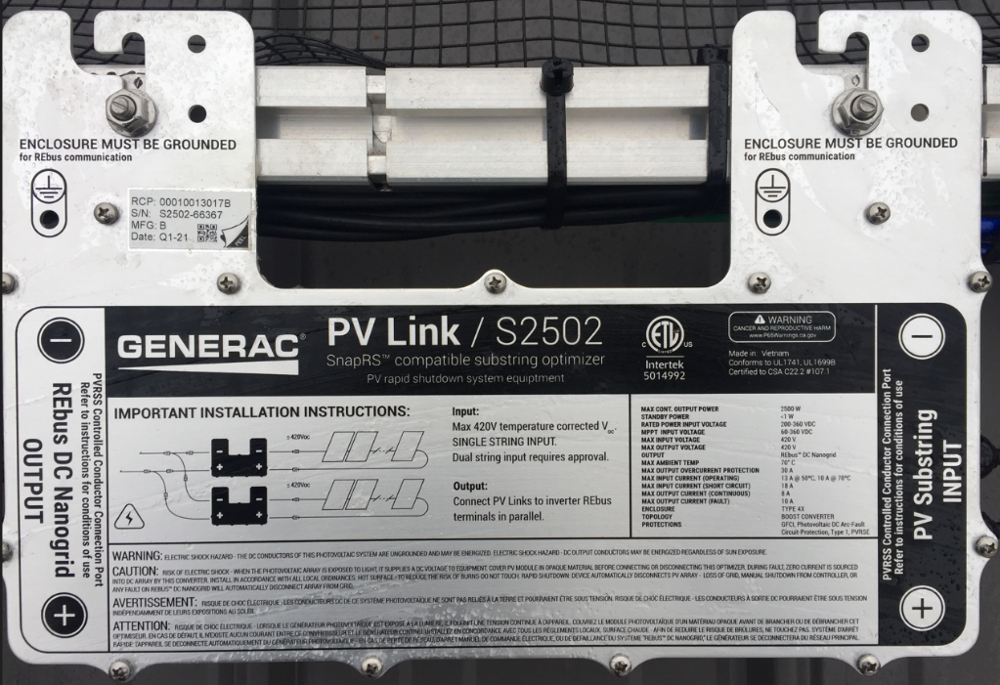 ENCLOSURE MUST BE GROUNDED
for REbus communication
ENCLOSURE MUST BE GROUNDED
for REbus communication
RCP: 00010013017B
S/N: S2502-66367
MFG: B
Date: Q1-21
GENERAC®
PV Link / S2502
SnapRS™ compatible substring optimizer
PV rapid shutdown system equiptment
C ETL US
Intertek
5014992
WARNING
CANCER AND REPRODUCTIVE HARM
www.P65Warnings.ca.gov
Made in: Vietnam
Conforms to UL1741, UL1699B
Certified to CSA C22.2 #107.1
REbus DC Nanogrid
OUTPUT
PVRSS Controlled Conductor Connection Port
Refer to instructions for conditions of use
IMPORTANT INSTALLATION INSTRUCTIONS:
≤ 420Voc
≤ 420Voc
Input:
Max 420V temperature corrected Voc
SINGLE STRING INPUT.
Dual string input requires approval.
Output:
Connect PV Links to inverter REbus
terminals in parallel.
MAX CONT. OUTPUT POWER 2500 W
STANDBY POWER <1 W
RATED POWER INPUT VOLTAGE 200-360 VDC
MPPT INPUT VOLTAGE 60-360 VDC
MAX INPUT VOLTAGE 420 V
MAX OUTPUT VOLTAGE 420 V
OUTPUT REbus™ DC Nanogrid
MAX AMBIENT TEMP 70° C
MAX OUTPUT OVERCURRENT PROTECTION 30 A
MAX INPUT CURRENT (OPERATING) 13 A @ 50°C, 10 A @ 70°C
MAX INPUT CURRENT (SHORT CIRCUIT) 18 A
MAX OUTPUT CURRENT (CONTINUOUS) 8 A
MAX OUTPUT CURRENT (FAULT) 10 A
ENCLOSURE TYPE 4X
TOPOLOGY BOOST CONVERTER
PROTECTIONS GFCI, Photovoltaic DC Arc-Fault
Circuit-Protection, Type 1, PVRSE
PVRSS Controlled Conductor Connection Port
Refer to instructions for conditions of use
PV Substring
INPUT
WARNING: ELECTRIC SHOCK HAZARD - THE DC CONDUCTORS OF THIS PHOTOVOLTAIC SYSTEM ARE UNGROUNDED AND MAY BE ENERGIZED. ELECTRIC SHOCK HAZARD - DC OUTPUT CONDUCTORS MAY BE ENERGIZED REGARDLESS OF SUN EXPOSURE.
CAUTION: RISK OF ELECTRIC SHOCK - WHEN THE PHOTOVOLTAIC ARRAY IS EXPOSED TO LIGHT, IT SUPPLIES A DC VOLTAGE TO EQUIPMENT. COVER PV MODULE IN OPAQUE MATERIAL BEFORE CONNECTING OR DISCONNECTING THIS OPTIMIZER. DURING FAULT, ZERO CURRENT IS SOURCED
INTO DC ARRAY BY THIS CONVERTER. INSTALL IN ACCORDANCE WITH ALL LOCAL ORDINANCES. HOT SURFACE - TO REDUCE THE RISK OF BURNS DO NOT TOUCH. RAPID SHUTDOWN: DEVICE AUTOMATICALLY DISCONNECTS PV ARRAY - LOSS OF GRID, MANUAL SHUTDOWN FROM CONTROLLER, OR
ANY FAULT ON REBUS™ DC NANOGRID WILL AUTOMATICALLY DISCONNECT ARRAY FROM GRID.
AVERTISSEMENT: RISQUE DE CHOC ÉLECTRIQUE - LES CONDUCTEURS DC DE CE SYSTÈME PHOTOVOLTAÏQUE NE SONT PAS RELIÉS À LA TERRE ET POURRAIENT ÊTRE SOUS TENSION. RISQUE DE CHOC ÉLECTRIQUE - LES CONDUCTEURS À SORTIE DC POURRAIENT ÊTRE SOUS TENSION
INDÉPENDAMMENT DE LEURS EXPOSITIONS AU SOLEIL.
ATTENTION: RISQUE DE CHOC ÉLECTRIQUE - LORSQUE LE GÉNÉRATEUR PHOTOVOLTAÏQUE EST EXPOSÉ À LA LUMIÈRE, IL FOURNIT UNE TENSION CONTINUE À L'APPAREIL. COUVREZ LE MODULE PHOTOVOLTAÏQUE D'UN MATÉRIAU OPAQUE AVANT DE BRANCHER OU DE DÉBRANCHER CET
OPTIMISEUR. EN CAS DE DÉFAUT, IL N'EXISTE AUCUN COURANT ENTRE CE CONVERTISSEUR ET LE GÉNÉRATEUR CONTINU. INSTALLEZ EN CONCORDANCE AVEC TOUS LES RÈGLEMENTS LOCAUX. SURFACE CHAUDE - AFIN DE RÉDUIRE LE RISQUE DE BRÛLURES, NE TOUCHEZ PAS. SYSTÈME D'ARRÊT
RAPIDE: L'APPAREIL SE DÉCONNECTE AUTOMATIQUEMENT DU GÉNÉRATEUR PHOTOVOLTAÏQUE - EN CAS DE PERTE DE RÉSEAU, D'ARRÊT MANUEL DE COMMANDE ÉLECTRIQUE, OU DE DÉFAILLANCE DU SYSTÈME "REBUS™ DC NANOGRID", LE GÉNÉRATEUR SE DÉCONNECTERA DU RÉSEAU PRINCIPAL.